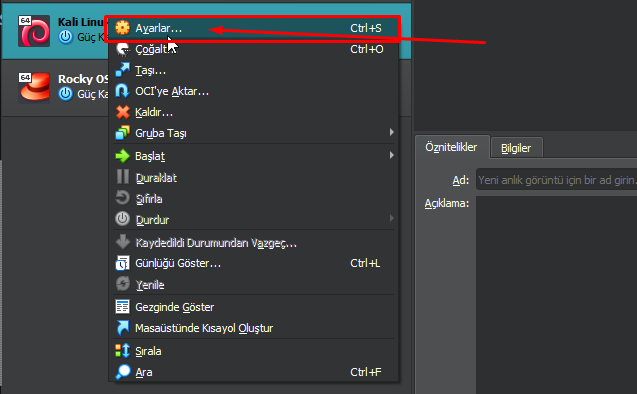 64
Kali Linux
Güç Ka
64
Rocky OS
Güç Ka
Ayarlar... Ctrl+S
Çoğalt... Ctrl+O
Taşı...
OCI'ye Aktar...
Kaldır...
Gruba Taşı
Başlat
Duraklat
Sıfırla
Durdur
Kaydedildi Durumundan Vazgeç...
Günlüğü Göster... Ctrl+L
Yenile
Gezginde Göster
Masaüstünde Kısayol Oluştur
Sırala
Ara Ctrl+F
Öznitelikler Bilgiler
Ad: Yeni anlık görüntü için bir ad girin.
Açıklama: